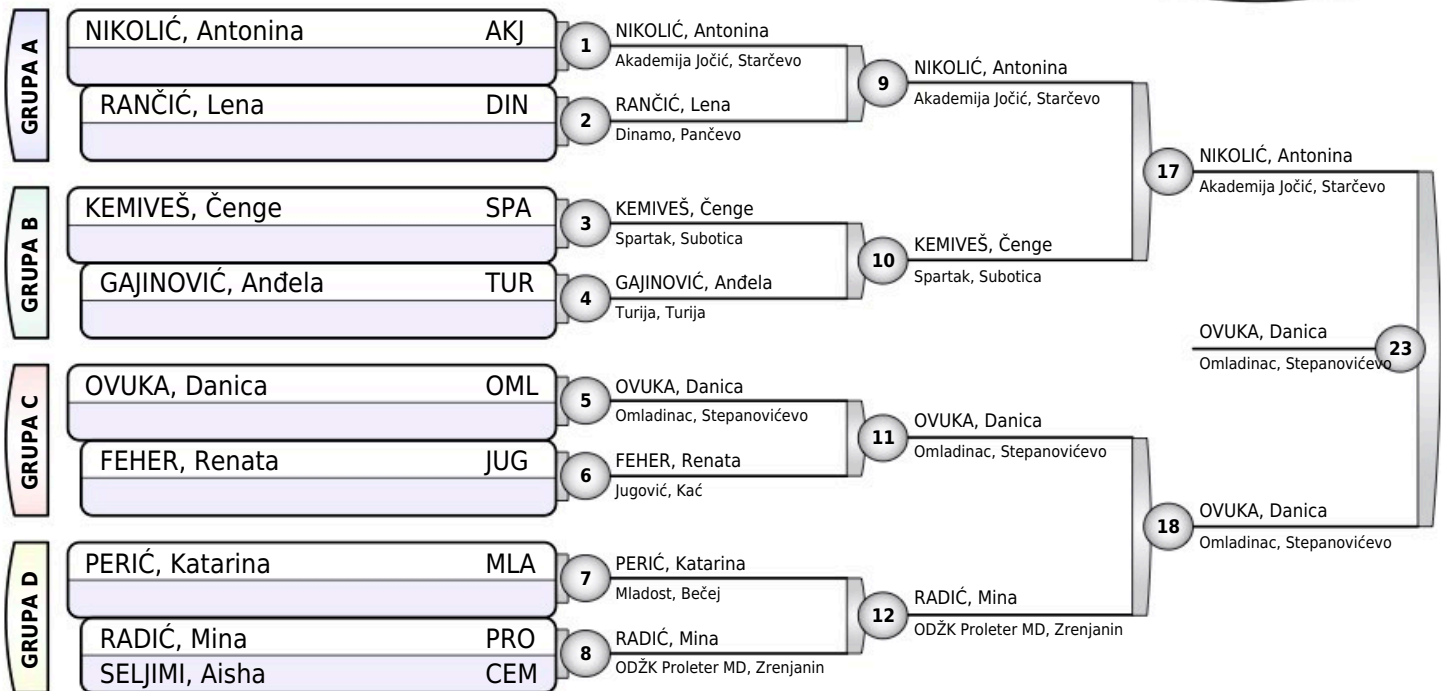 GRUPA A
NIKOLIĆ, Antonina AKJ
RANČIĆ, Lena DIN
GRUPA B
KEMIVEŠ, Čenge SPA
GAJINOVIĆ, Anđela TUR
GRUPA C
OVUKA, Danica OML
FEHER, Renata JUG
GRUPA D
PERIĆ, Katarina MLA
RADIĆ, Mina PRO
SELJIMI, Aisha CEM
1
NIKOLIĆ, Antonina
Akademija Jočić, Starčevo
2
RANČIĆ, Lena
Dinamo, Pančevo
3
KEMIVEŠ, Čenge
Spartak, Subotica
4
GAJINOVIĆ, Anđela
Turija, Turija
5
OVUKA, Danica
Omladinac, Stepanovićevo
6
FEHER, Renata
Jugović, Kać
7
PERIĆ, Katarina
Mladost, Bečej
8
RADIĆ, Mina
ODŽK Proleter MD, Zrenjanin
9
NIKOLIĆ, Antonina
Akademija Jočić, Starčevo
10
KEMIVEŠ, Čenge
Spartak, Subotica
11
OVUKA, Danica
Omladinac, Stepanovićevo
12
RADIĆ, Mina
ODŽK Proleter MD, Zrenjanin
17
NIKOLIĆ, Antonina
Akademija Jočić, Starčevo
18
OVUKA, Danica
Omladinac, Stepanovićevo
OVUKA, Danica
Omladinac, Stepanovićevo
23